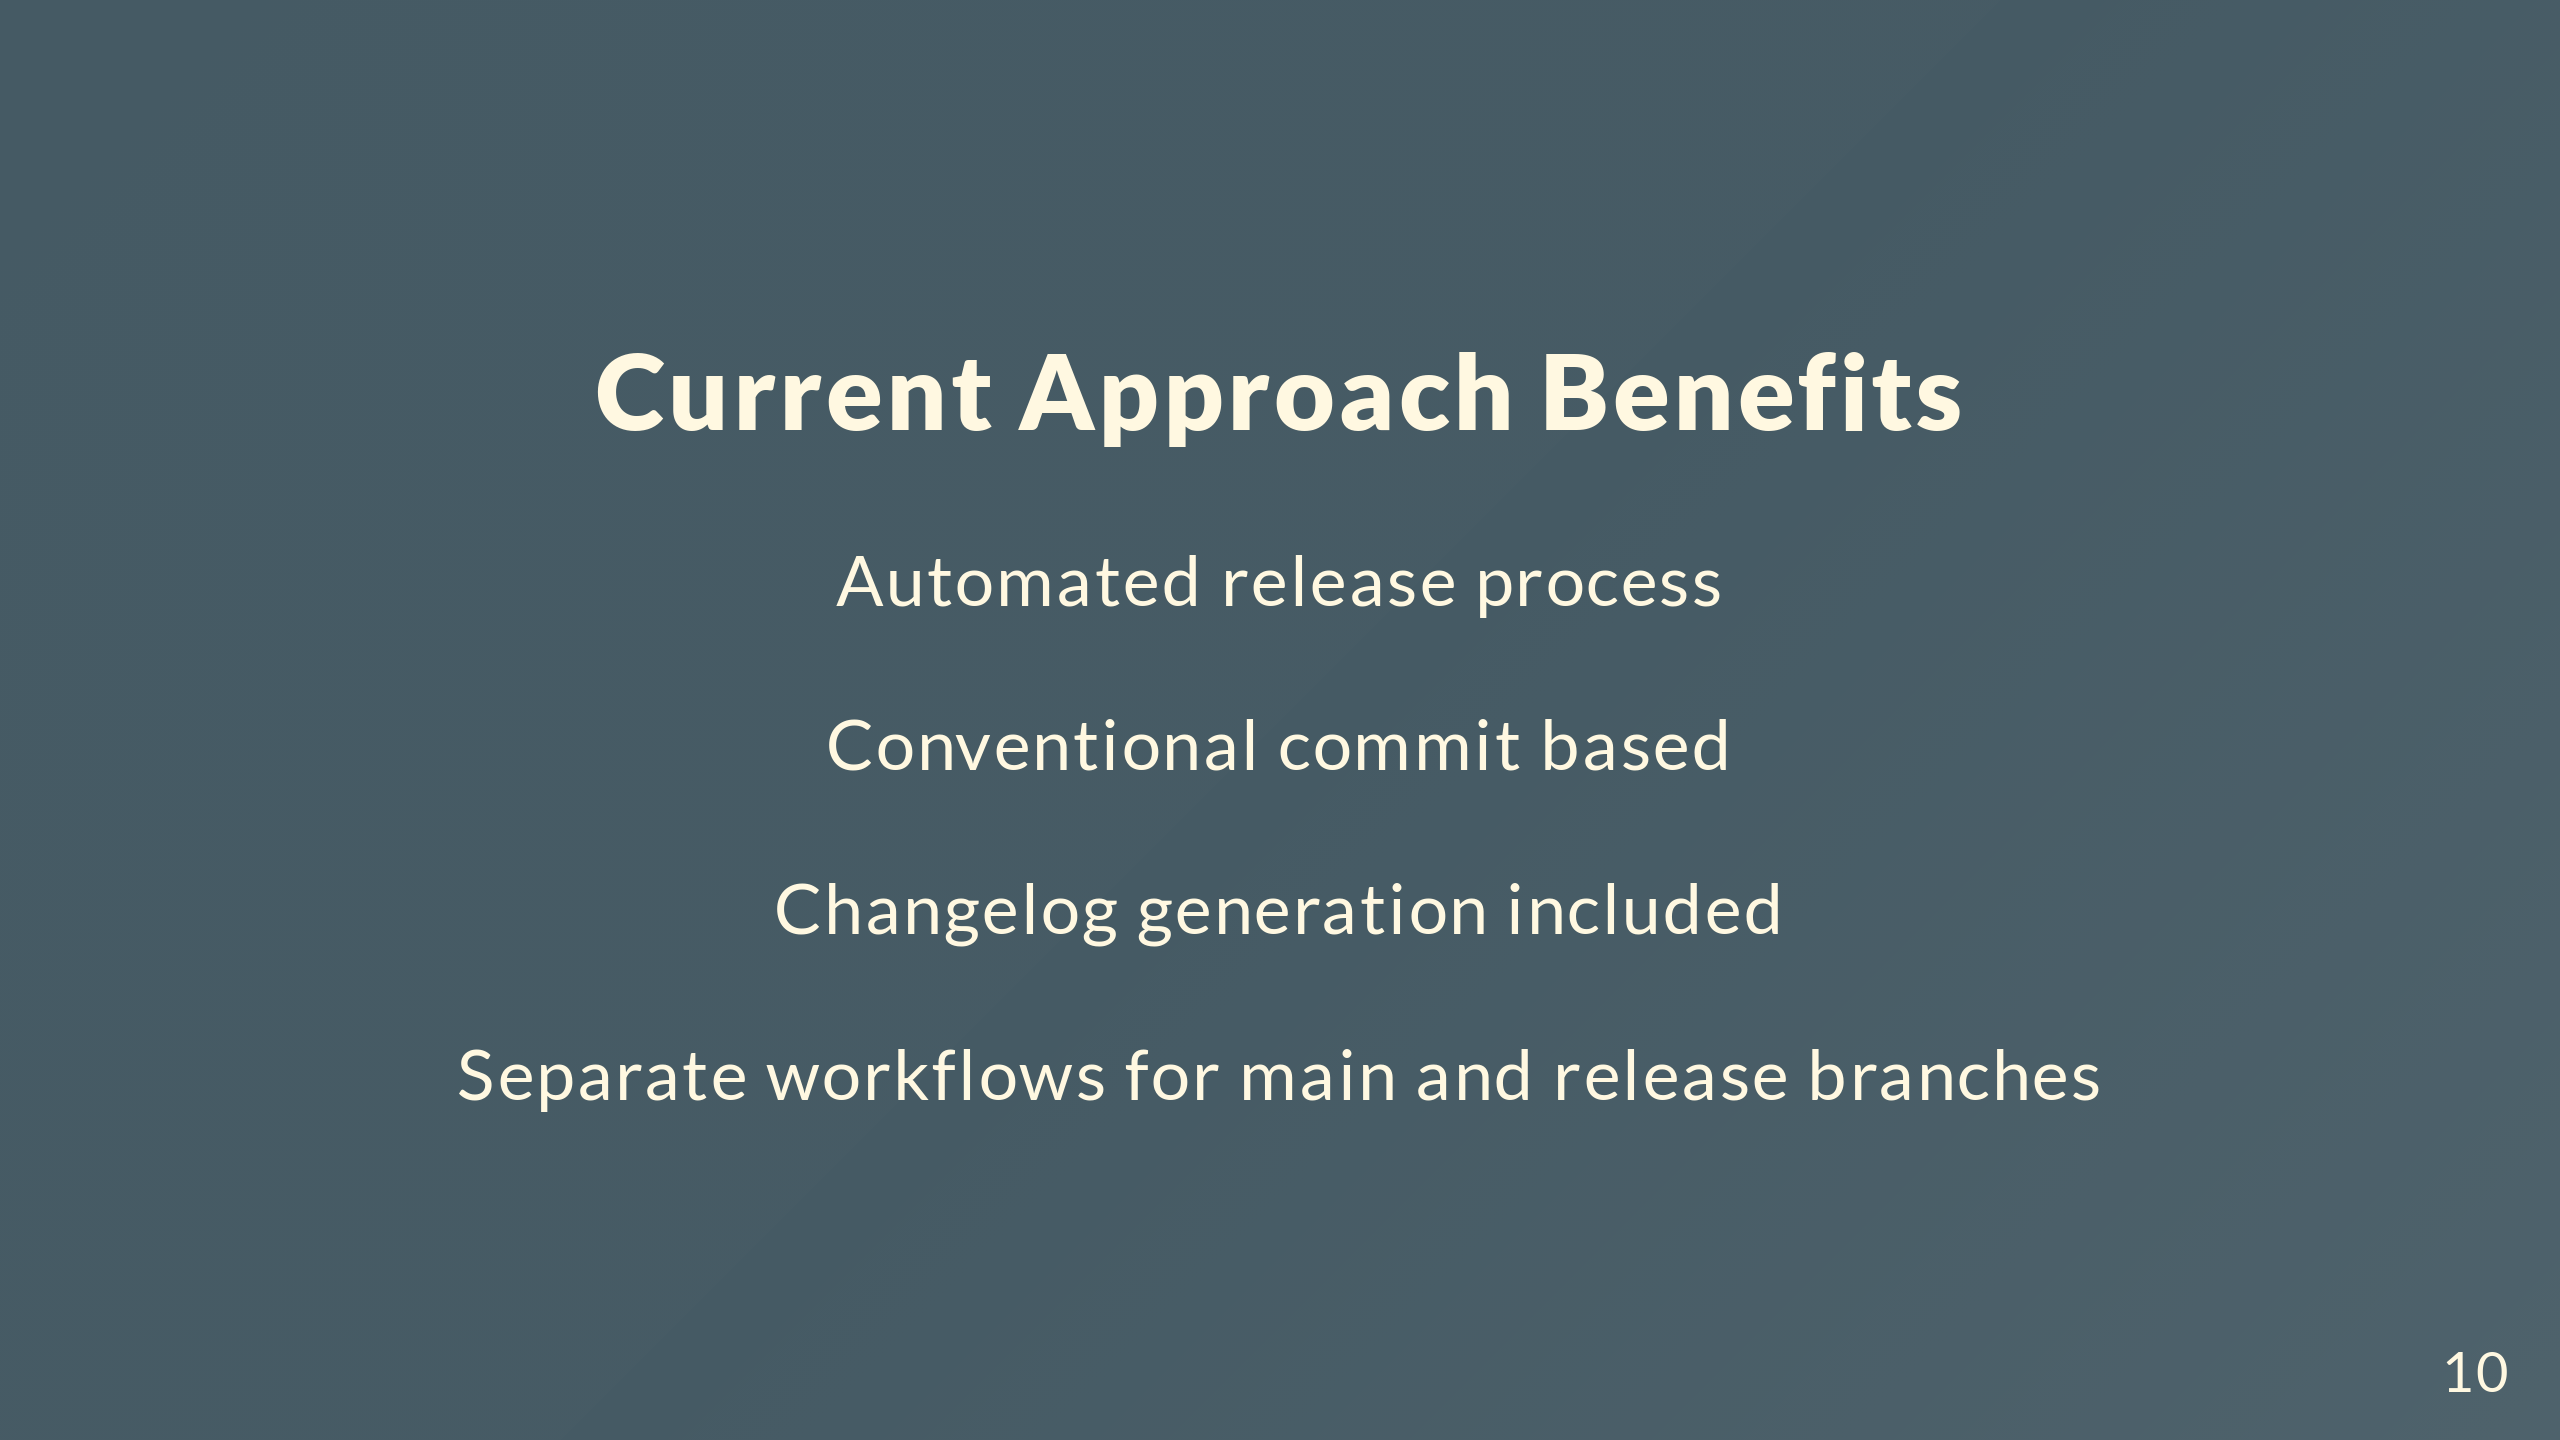 Current Approach Benefits
Automated release process
Conventional commit based
Changelog generation included
Separate workflows for main and release branches
10